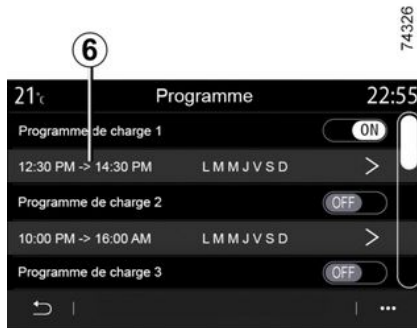 74326
6
21°C Programme 22:55
Programme de charge 1 ON
12:30 PM -> 14:30 PM L M M J V S D >
Programme de charge 2 OFF
10:00 PM -> 16:00 AM L M M J V S D >
Programme de charge 3 OFF